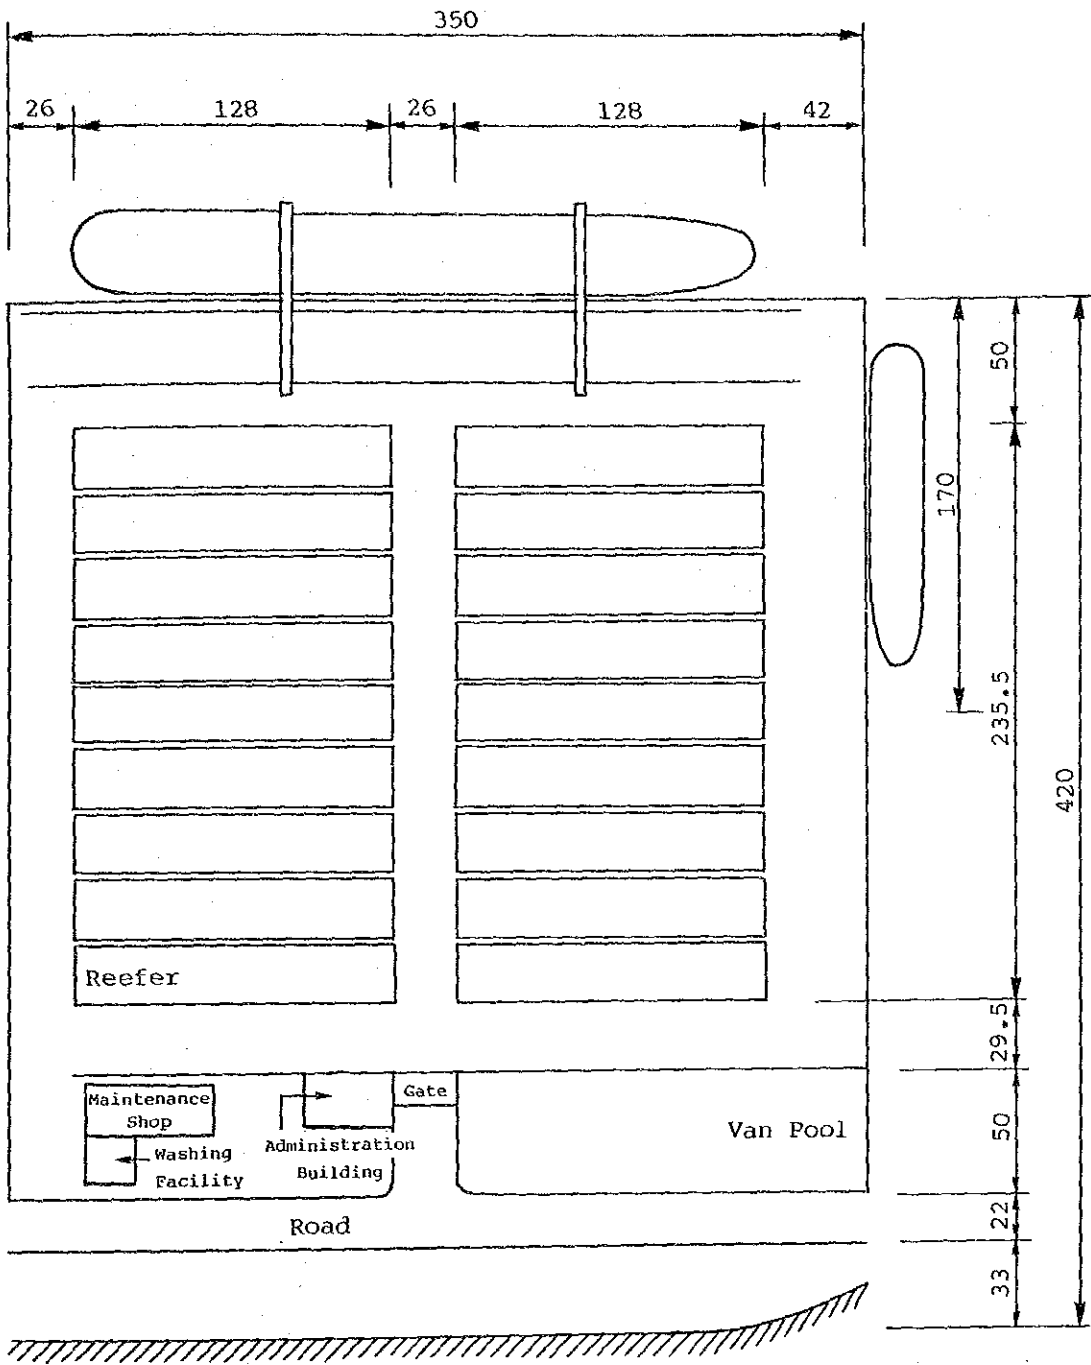 350
26 128 26 128 42
50
170
235.5
420
Reefer
29.5
Maintenance
Shop
Gate
Administration
Building
Washing
Facility
Van Pool
50
Road
22
33